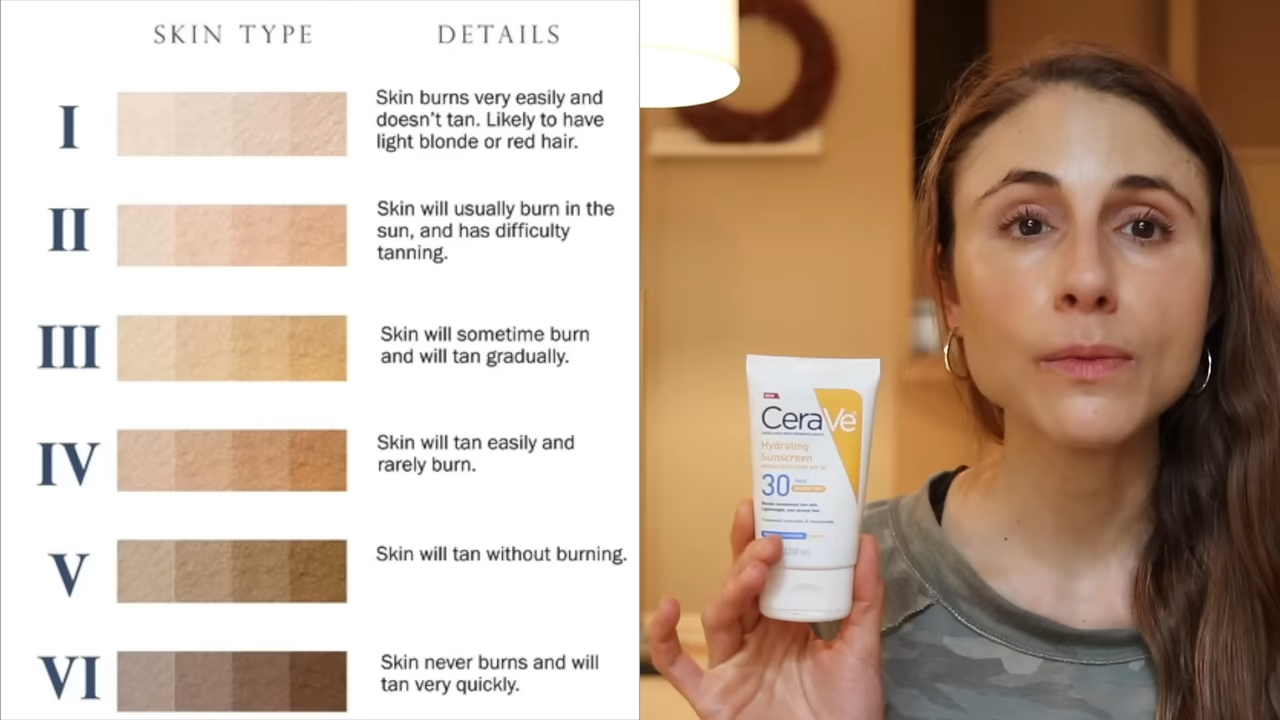 SKIN TYPE
DETAILS
I
Skin burns very easily and
doesn't tan. Likely to have
light blonde or red hair.
II
Skin will usually burn in the
sun, and has difficulty
tanning.
III
Skin will sometime burn
and will tan gradually.
IV
Skin will tan easily and
rarely burn.
V
Skin will tan without burning.
VI
Skin never burns and will
tan very quickly.
NEW
CeraVe
Hydrating
Sunscreen
30